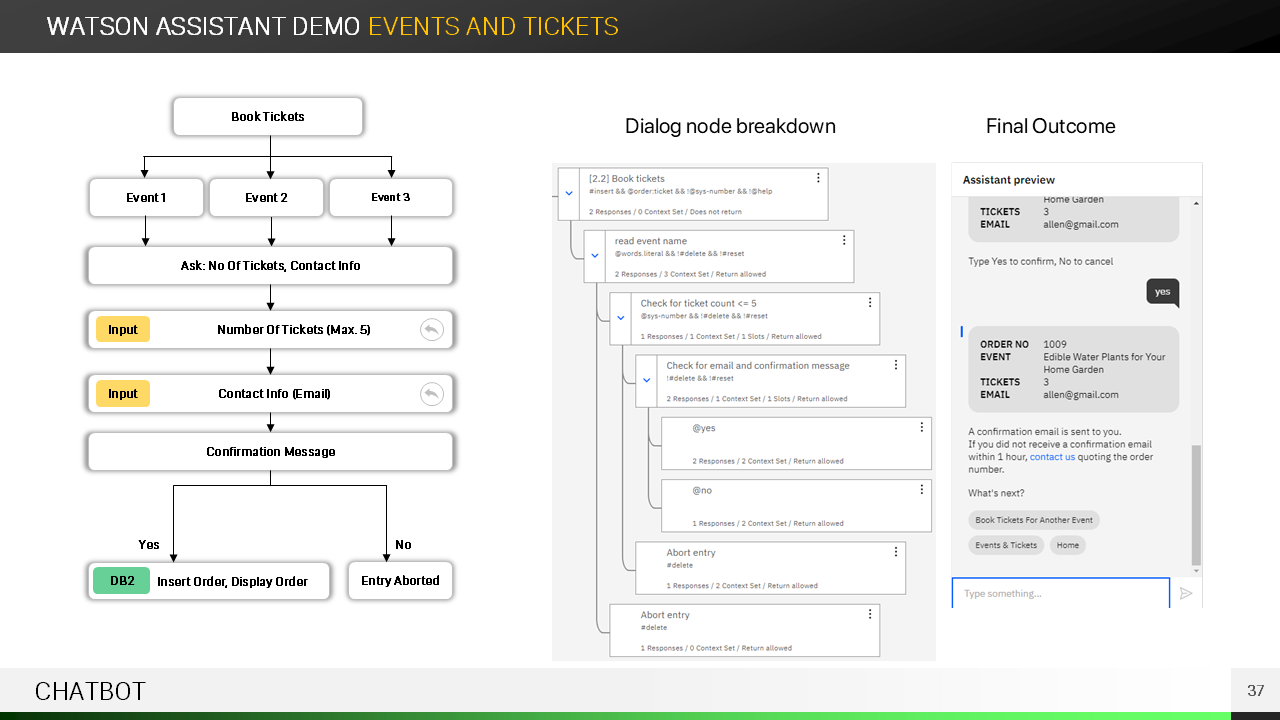 WATSON ASSISTANT DEMO EVENTS AND TICKETS
Book Tickets
Event 1
Event 2
Event 3
Ask: No Of Tickets, Contact Info
Input
Number Of Tickets (Max. 5)
Input
Contact Info (Email)
Confirmation Message
Yes
No
DB2
Insert Order, Display Order
Entry Aborted
Dialog node breakdown
[2.2] Book tickets
#insert && @order:ticket && !@sys-number && !@help
2 Responses / 0 Context Set / Does not return
read event name
@words.literal && !#delete && !#reset
2 Responses / 3 Context Set / Return allowed
Check for ticket count <= 5
@sys-number && !#delete && !#reset
1 Responses / 1 Context Set / 1 Slots / Return allowed
Check for email and confirmation message
!#delete && !#reset
2 Responses / 1 Context Set / 1 Slots / Return allowed
@yes
2 Responses / 2 Context Set / Return allowed
@no
1 Responses / 2 Context Set / Return allowed
Abort entry
#delete
1 Responses / 2 Context Set / Return allowed
Abort entry
#delete
1 Responses / 0 Context Set / Return allowed
Final Outcome
Assistant preview
Home Garden
TICKETS 3
EMAIL allen@gmail.com
Type Yes to confirm, No to cancel
yes
ORDER NO 1009
EVENT Edible Water Plants for Your
Home Garden
TICKETS 3
EMAIL allen@gmail.com
A confirmation email is sent to you.
If you did not receive a confirmation email
within 1 hour, contact us quoting the order
number.
What's next?
Book Tickets For Another Event
Events & Tickets
Home
Type something...
CHATBOT
37